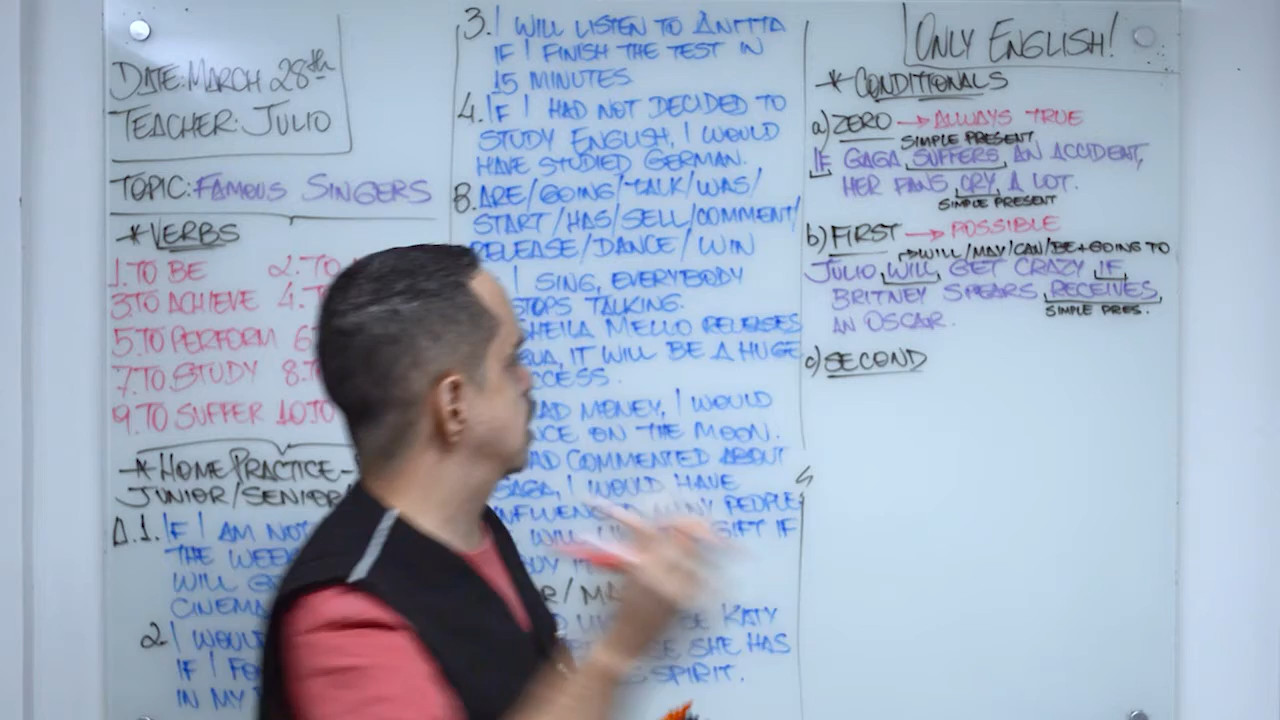 DATE: MARCH 28th
TEACHER: JULIO
TOPIC: FAMOUS SINGERS
* VERBS
1. TO BE 2. TO
3. TO ACHIEVE 4. T
5. TO PERFORM 6
7. TO STUDY 8. T
9. TO SUFFER 10. TO
* HOME PRACTICE -
JUNIOR/SENIOR
A.1. IF I AM NOT
THE WEEK
WILL
CINEMA
2. I WOULD
IF I
IN MY
3. I WILL LISTEN TO ANITTA
IF I FINISH THE TEST IN
15 MINUTES.
4. IF I HAD NOT DECIDED TO
STUDY ENGLISH, I WOULD
HAVE STUDIED GERMAN.
B. ARE/GOING/TALK/WAS/
START/HAS/SELL/COMMENT/
RELEASE/DANCE/WIN
I SING, EVERYBODY
STOPS TALKING.
SHEILA MELLO RELEASES
, IT WILL BE A HUGE
CCESS.
AD MONEY, I WOULD
NCE ON THE MOON.
AD COMMENTED ABOUT
GAGA, I WOULD HAVE
INFLUENCED MANY PEOPLE
WILL GIFT IF
BUY
R/MA
KATY
SHE HAS
SPIRIT.
ONLY ENGLISH!
* CONDITIONALS
a) ZERO → ALWAYS TRUE
SIMPLE PRESENT
IF GAGA SUFFERS AN ACCIDENT,
HER FANS CRY A LOT.
SIMPLE PRESENT
b) FIRST → POSSIBLE
→ WILL/MAY/CAN/BE+GOING TO
JULIO WILL GET CRAZY IF
BRITNEY SPEARS RECEIVES
SIMPLE PRES.
AN OSCAR.
c) SECOND